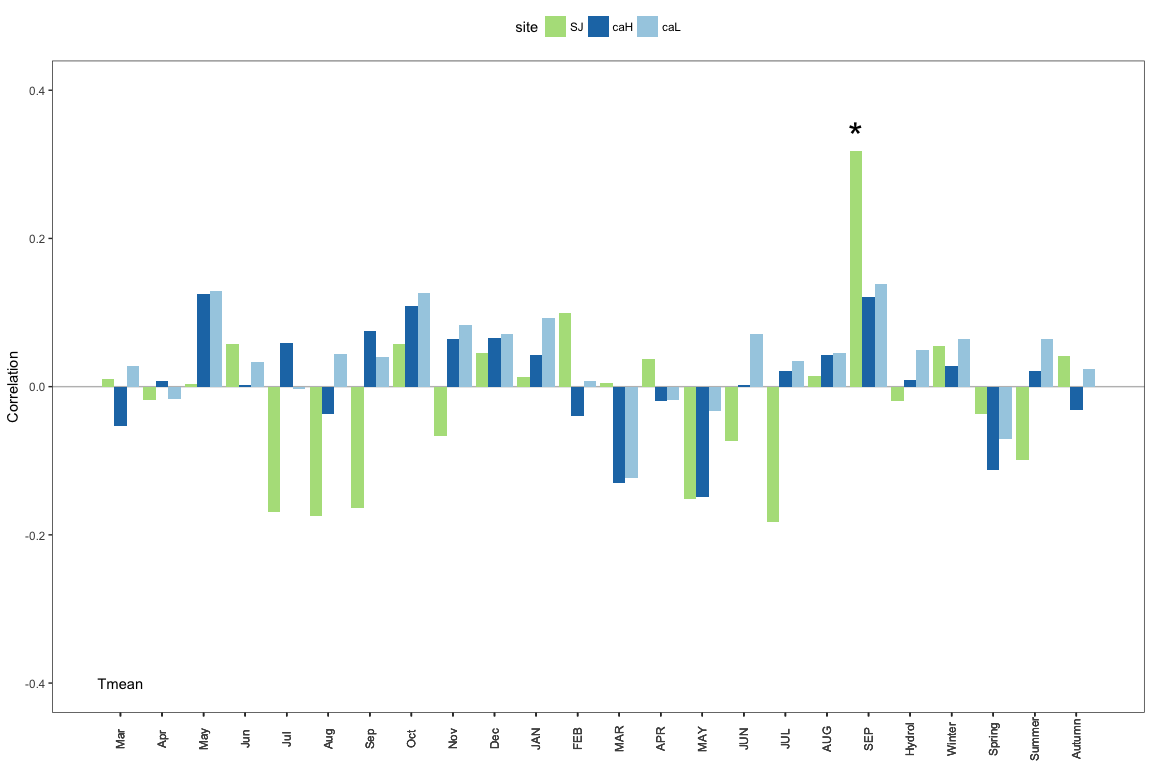 site SJ caH caL
0.4
*
0.2
0.0
-0.2
-0.4
Correlation
Tmean
Mar Apr May Jun Jul Aug Sep Oct Nov Dec JAN FEB MAR APR MAY JUN JUL AUG SEP Hydrol Winter Spring Summer Autumn